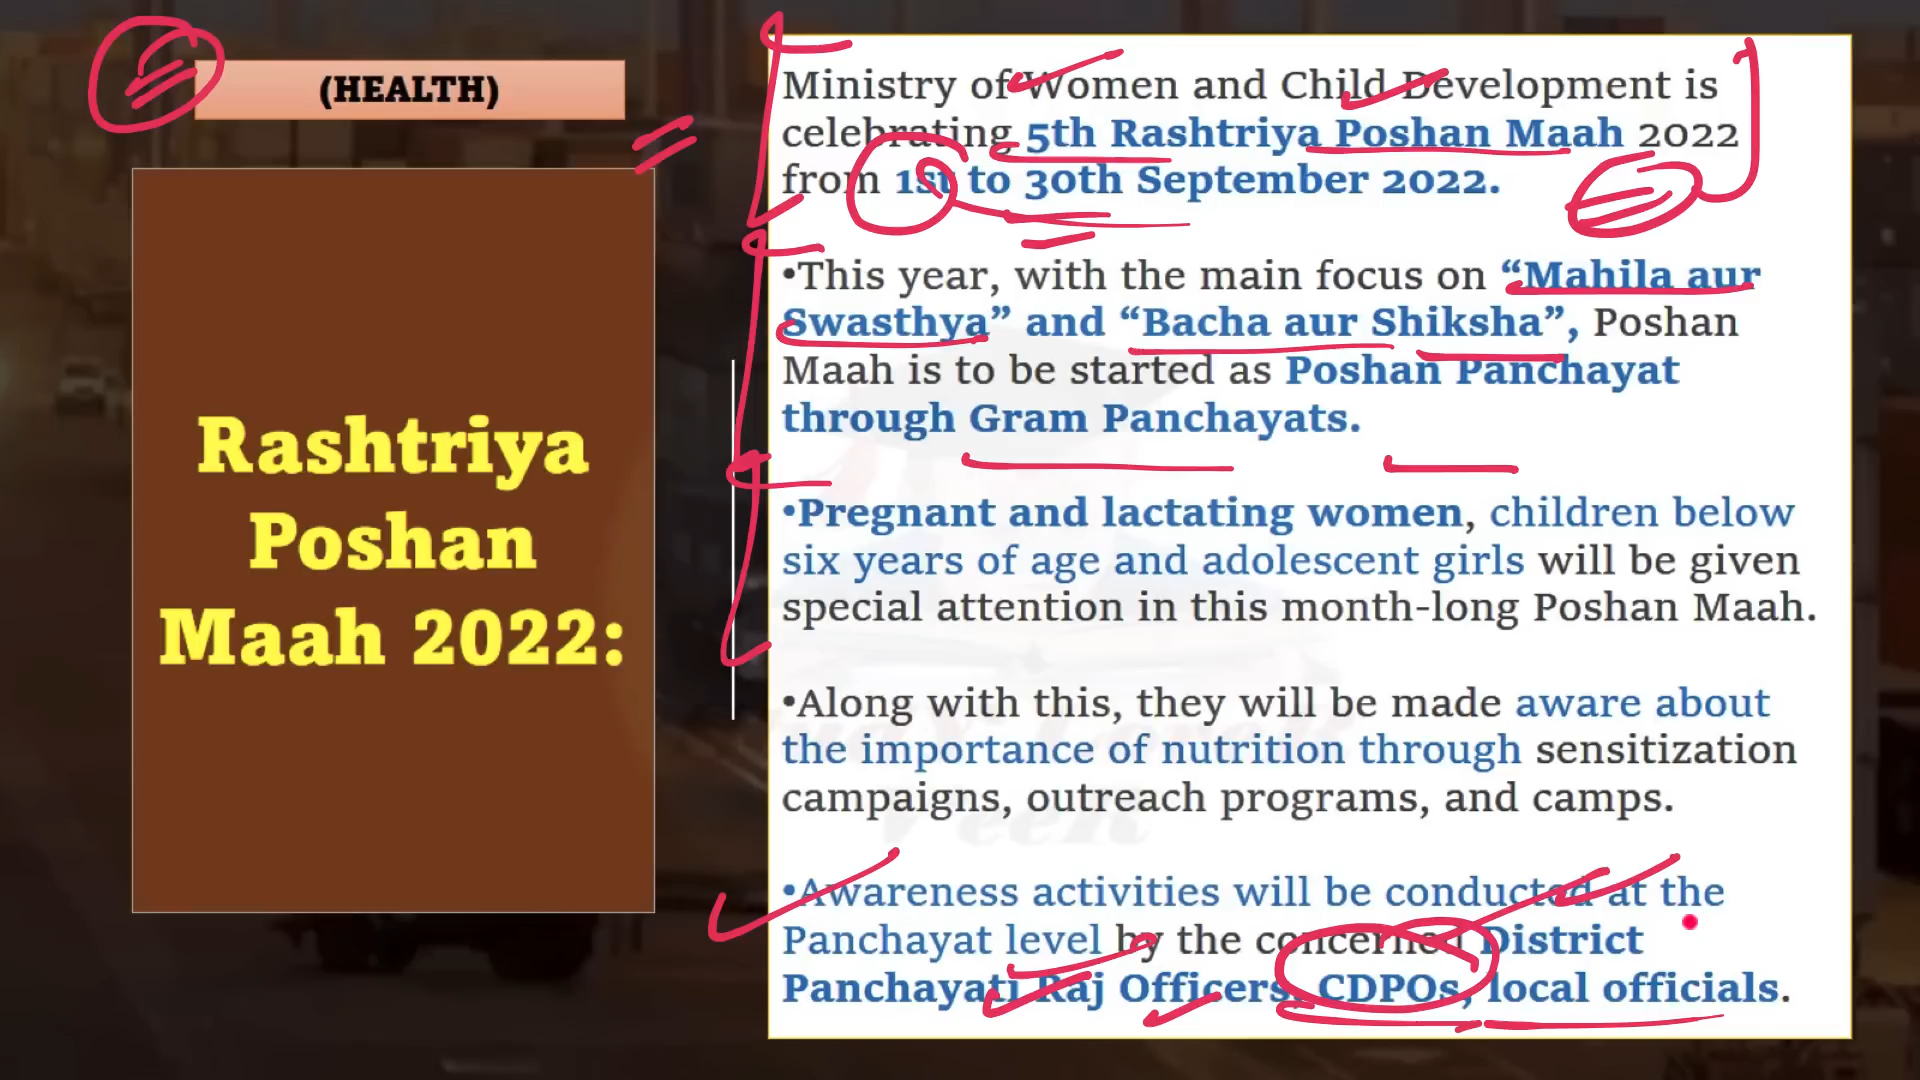 (HEALTH)
Rashtriya
Poshan
Maah 2022:
Ministry of Women and Child Development is
celebrating 5th Rashtriya Poshan Maah 2022
from 1st to 30th September 2022.
•This year, with the main focus on “Mahila aur
Swasthya” and “Bacha aur Shiksha”, Poshan
Maah is to be started as Poshan Panchayat
through Gram Panchayats.
•Pregnant and lactating women, children below
six years of age and adolescent girls will be given
special attention in this month-long Poshan Maah.
•Along with this, they will be made aware about
the importance of nutrition through sensitization
campaigns, outreach programs, and camps.
•Awareness activities will be conducted at the
Panchayat level by the concerned District
Panchayati Raj Officers, CDPOs, local officials.